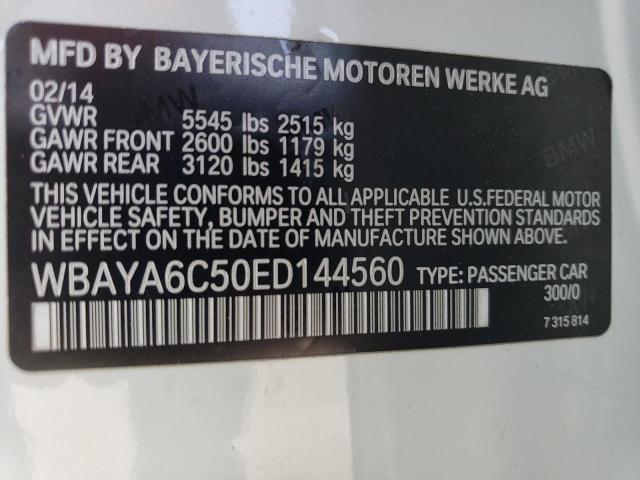 MFD BY BAYERISCHE MOTOREN WERKE AG
02/14
GVWR 5545 lbs 2515 kg
GAWR FRONT 2600 lbs 1179 kg
GAWR REAR 3120 lbs 1415 kg
THIS VEHICLE CONFORMS TO ALL APPLICABLE U.S.FEDERAL MOTOR
VEHICLE SAFETY, BUMPER AND THEFT PREVENTION STANDARDS
IN EFFECT ON THE DATE OF MANUFACTURE SHOWN ABOVE.
WBAYA6C50ED144560 TYPE: PASSENGER CAR
300/0
7 315 814
BMW
BMW